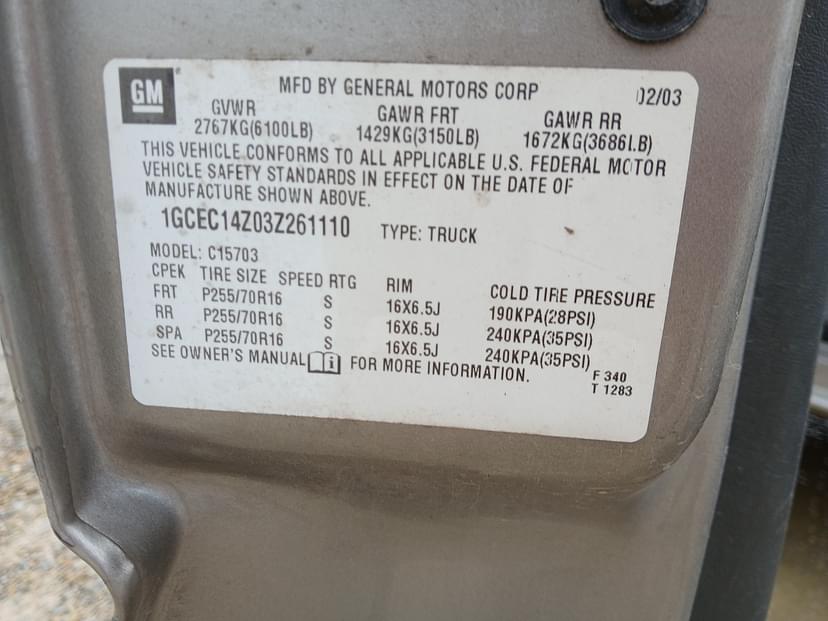 GM
MFD BY GENERAL MOTORS CORP 02/03
GVWR GAWR FRT GAWR RR
2767KG(6100LB) 1429KG(3150LB) 1672KG(3686LB)
THIS VEHICLE CONFORMS TO ALL APPLICABLE U.S. FEDERAL MOTOR
VEHICLE SAFETY STANDARDS IN EFFECT ON THE DATE OF
MANUFACTURE SHOWN ABOVE.
1GCEC14Z03Z261110 TYPE: TRUCK
MODEL: C15703
CPEK TIRE SIZE SPEED RTG RIM COLD TIRE PRESSURE
FRT P255/70R16 S 16X6.5J 190KPA(28PSI)
RR P255/70R16 S 16X6.5J 240KPA(35PSI)
SPA P255/70R16 S 16X6.5J 240KPA(35PSI)
SEE OWNER'S MANUAL FOR MORE INFORMATION.
F 340
T 1283